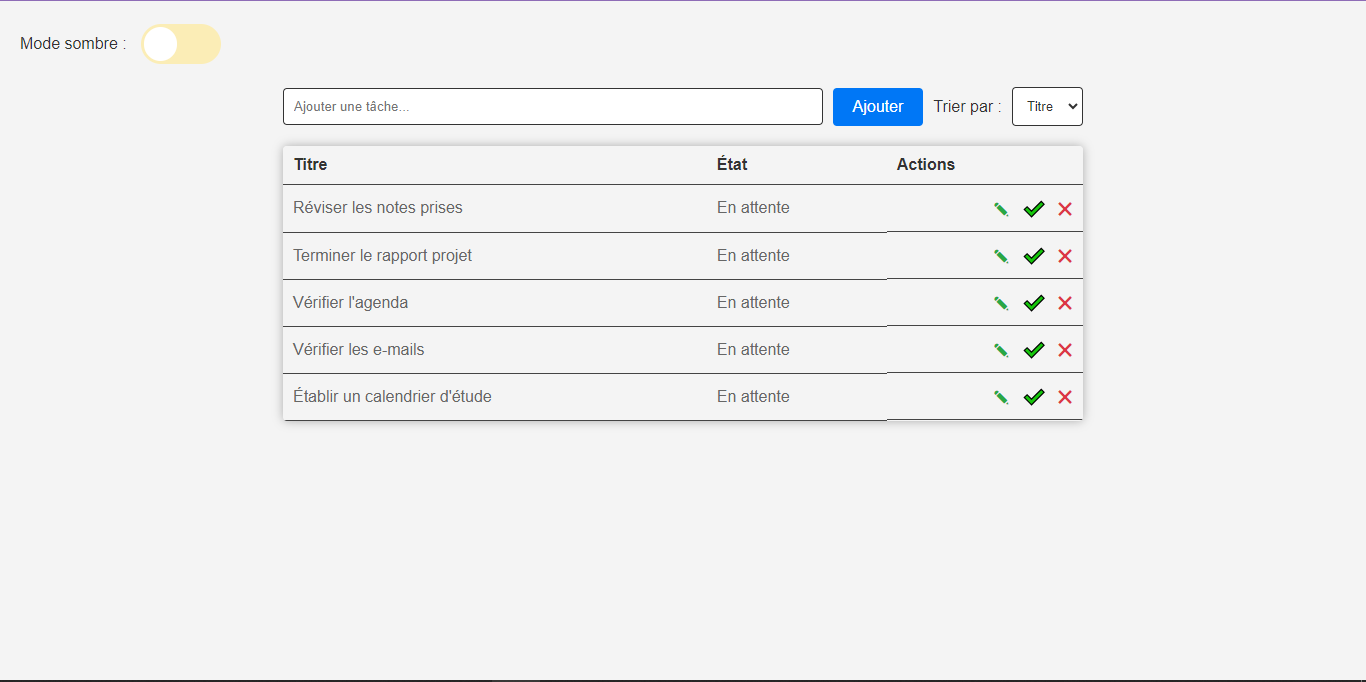 Mode sombre :
Ajouter une tâche... Ajouter Trier par : Titre
Titre État Actions
Réviser les notes prises En attente
Terminer le rapport projet En attente
Vérifier l'agenda En attente
Vérifier les e-mails En attente
Établir un calendrier d'étude En attente